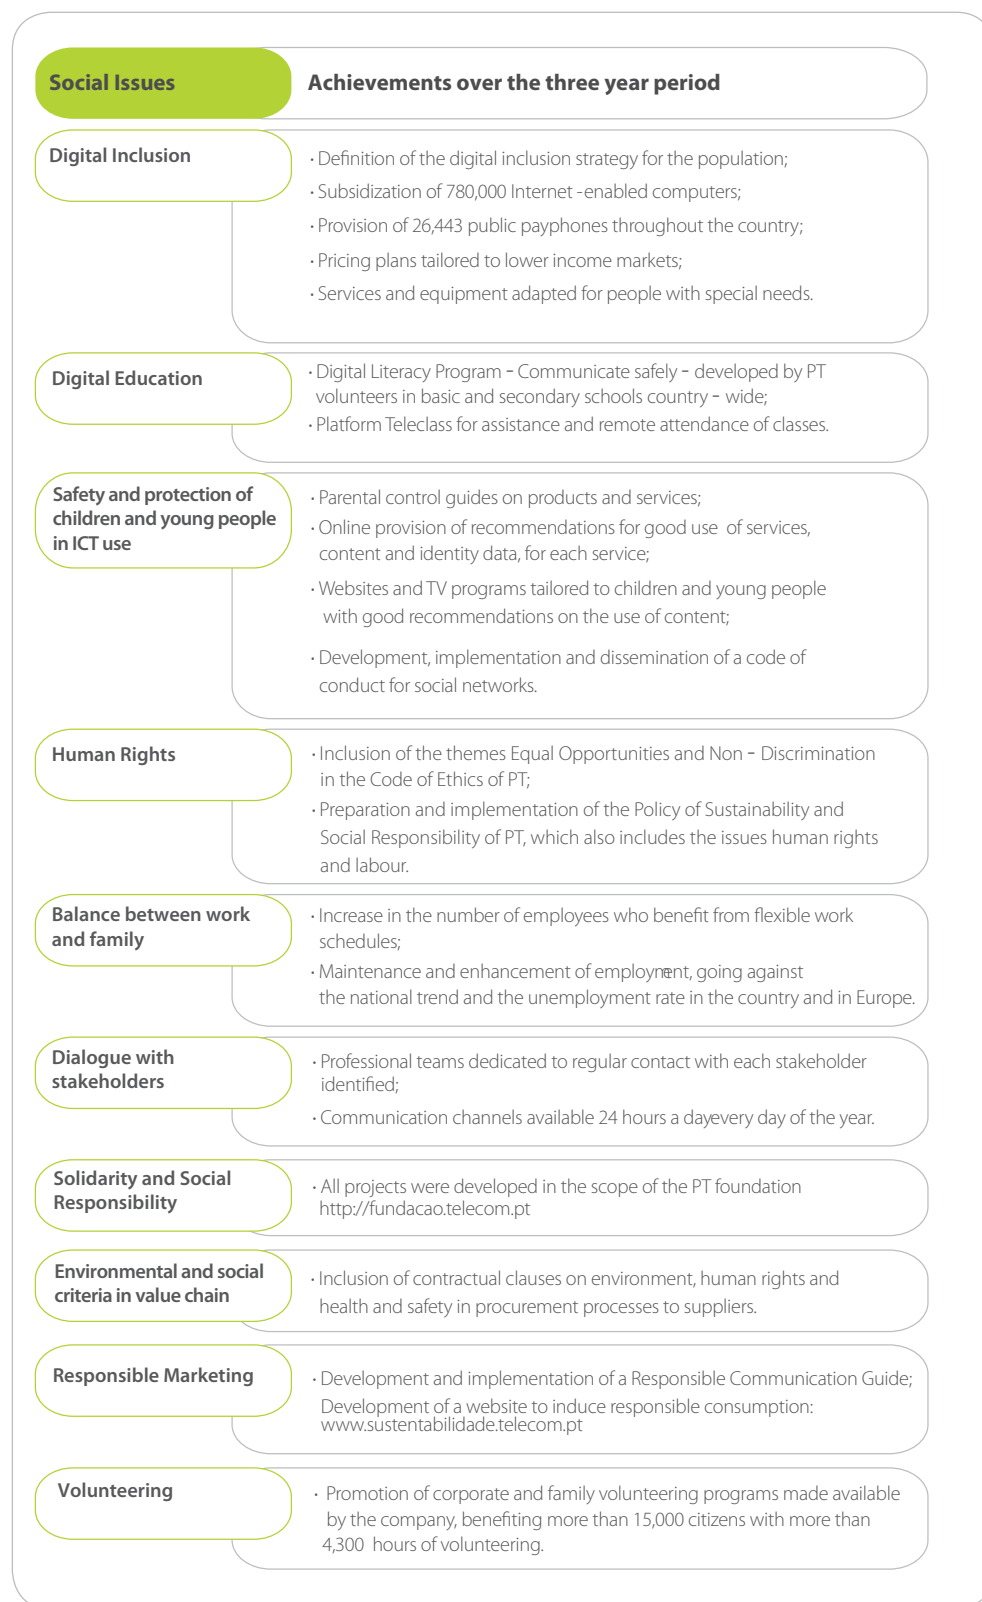 Social Issues
Achievements over the three year period
Digital Inclusion
· Definition of the digital inclusion strategy for the population;
· Subsidization of 780,000 Internet -enabled computers;
· Provision of 26,443 public payphones throughout the country;
· Pricing plans tailored to lower income markets;
· Services and equipment adapted for people with special needs.
Digital Education
· Digital Literacy Program - Communicate safely - developed by PT
volunteers in basic and secondary schools country - wide;
· Platform Teleclass for assistance and remote attendance of classes.
Safety and protection of
children and young people
in ICT use
· Parental control guides on products and services;
· Online provision of recommendations for good use of services,
content and identity data, for each service;
· Websites and TV programs tailored to children and young people
with good recommendations on the use of content;
· Development, implementation and dissemination of a code of
conduct for social networks.
Human Rights
· Inclusion of the themes Equal Opportunities and Non - Discrimination
in the Code of Ethics of PT;
· Preparation and implementation of the Policy of Sustainability and
Social Responsibility of PT, which also includes the issues human rights
and labour.
Balance between work
and family
· Increase in the number of employees who benefit from flexible work
schedules;
· Maintenance and enhancement of employment, going against
the national trend and the unemployment rate in the country and in Europe.
Dialogue with
stakeholders
· Professional teams dedicated to regular contact with each stakeholder
identified;
· Communication channels available 24 hours a dayevery day of the year.
Solidarity and Social
Responsibility
· All projects were developed in the scope of the PT foundation
http://fundacao.telecom.pt
Environmental and social
criteria in value chain
· Inclusion of contractual clauses on environment, human rights and
health and safety in procurement processes to suppliers.
Responsible Marketing
· Development and implementation of a Responsible Communication Guide;
Development of a website to induce responsible consumption:
www.sustentabilidade.telecom.pt
Volunteering
· Promotion of corporate and family volunteering programs made available
by the company, benefiting more than 15,000 citizens with more than
4,300 hours of volunteering.